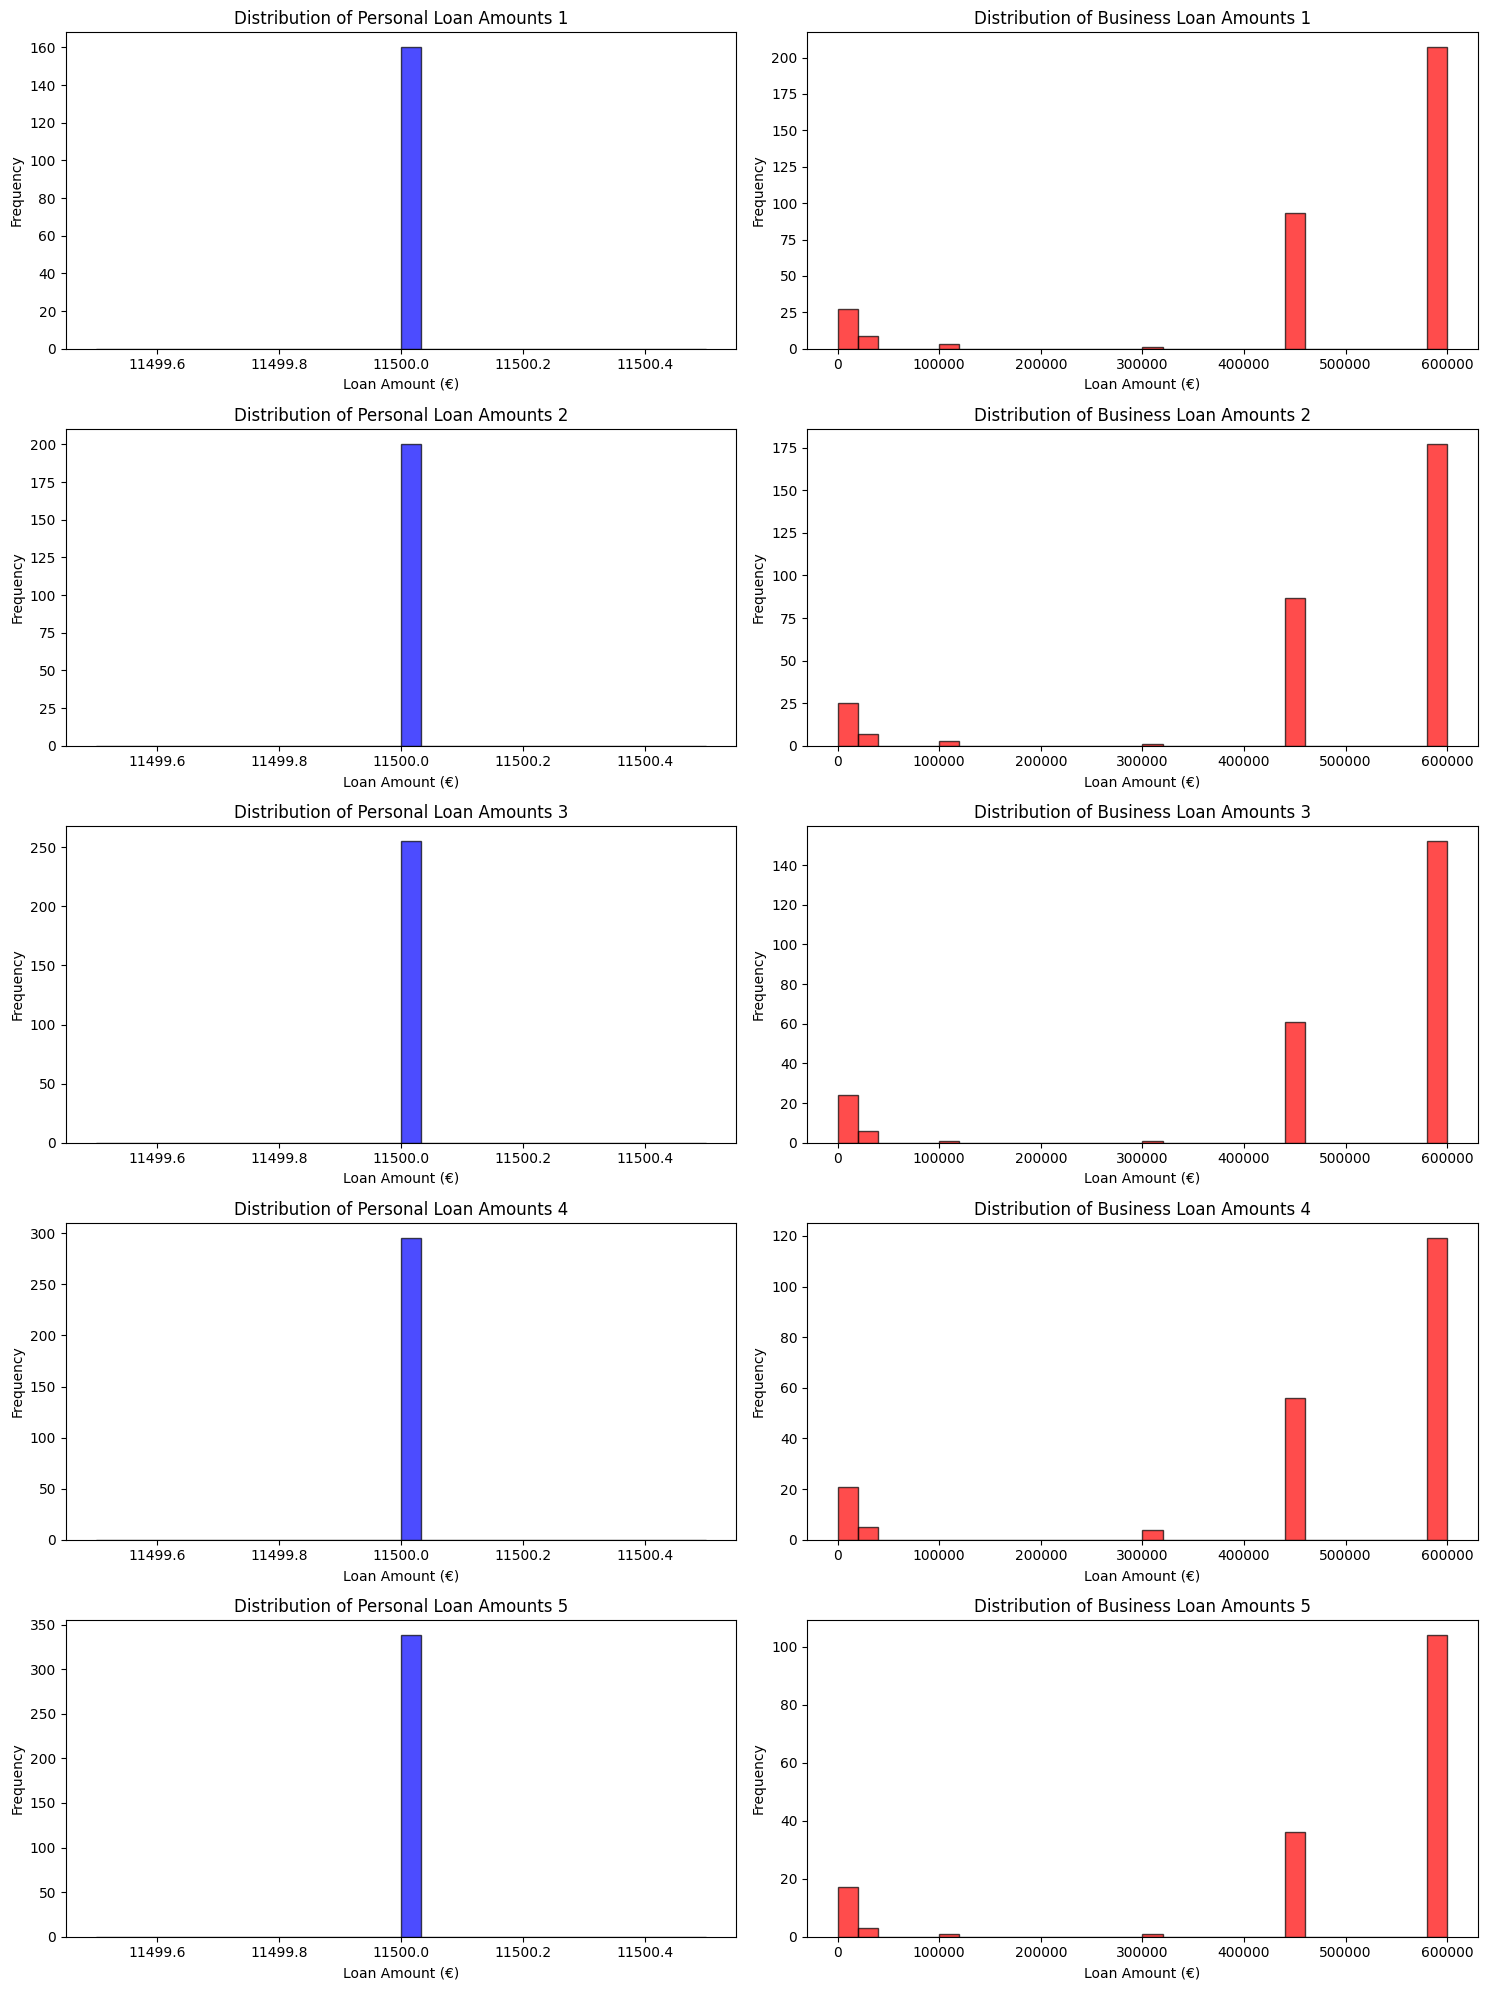 Distribution of Personal Loan Amounts 1
Frequency
160
140
120
100
80
60
40
20
0
11499.6 11499.8 11500.0 11500.2 11500.4
Loan Amount (€)
Distribution of Business Loan Amounts 1
Frequency
200
175
150
125
100
75
50
25
0
0 100000 200000 300000 400000 500000 600000
Loan Amount (€)
Distribution of Personal Loan Amounts 2
Frequency
200
175
150
125
100
75
50
25
0
11499.6 11499.8 11500.0 11500.2 11500.4
Loan Amount (€)
Distribution of Business Loan Amounts 2
Frequency
175
150
125
100
75
50
25
0
0 100000 200000 300000 400000 500000 600000
Loan Amount (€)
Distribution of Personal Loan Amounts 3
Frequency
250
200
150
100
50
0
11499.6 11499.8 11500.0 11500.2 11500.4
Loan Amount (€)
Distribution of Business Loan Amounts 3
Frequency
140
120
100
80
60
40
20
0
0 100000 200000 300000 400000 500000 600000
Loan Amount (€)
Distribution of Personal Loan Amounts 4
Frequency
300
250
200
150
100
50
0
11499.6 11499.8 11500.0 11500.2 11500.4
Loan Amount (€)
Distribution of Business Loan Amounts 4
Frequency
120
100
80
60
40
20
0
0 100000 200000 300000 400000 500000 600000
Loan Amount (€)
Distribution of Personal Loan Amounts 5
Frequency
350
300
250
200
150
100
50
0
11499.6 11499.8 11500.0 11500.2 11500.4
Loan Amount (€)
Distribution of Business Loan Amounts 5
Frequency
100
80
60
40
20
0
0 100000 200000 300000 400000 500000 600000
Loan Amount (€)